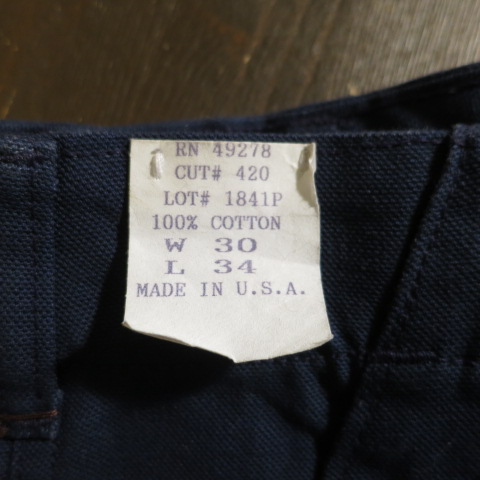 RN 49278
CUT# 420
LOT# 1841P
100% COTTON
W 30
L 34
MADE IN U.S.A.